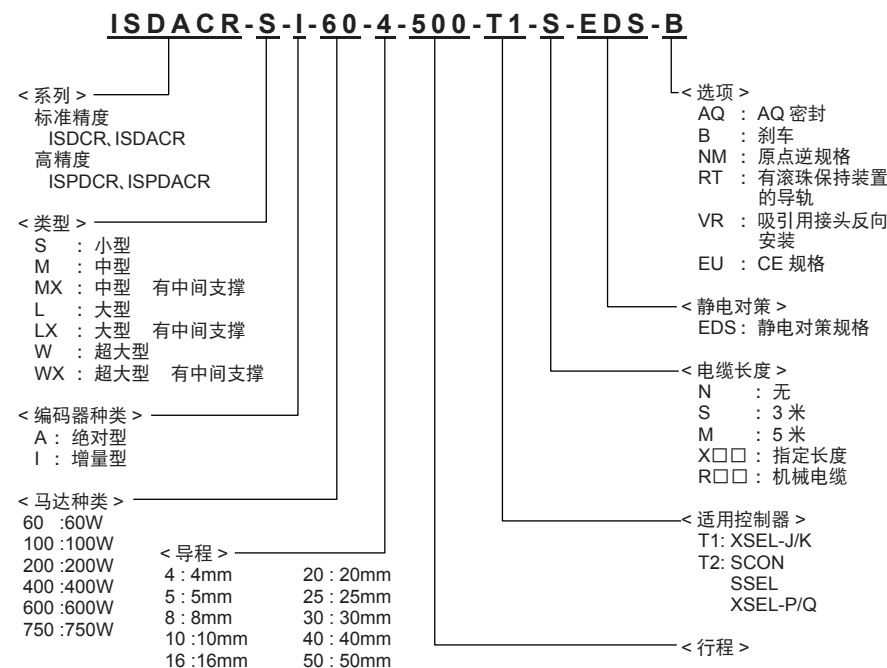 ISDACR-S-I-60-4-500-T1-S-EDS-B
< 系列 >
标准精度
ISDCR、ISDACR
高精度
ISPDCR、ISPDACR
< 类型 >
S : 小型
M : 中型
MX : 中型 有中间支撑
L : 大型
LX : 大型 有中间支撑
W : 超大型
WX : 超大型 有中间支撑
< 编码器种类 >
A : 绝对型
I : 增量型
< 马达种类 >
60 :60W
100 :100W
200 :200W
400 :400W
600 :600W
750 :750W
< 导程 >
4 : 4mm
5 : 5mm
8 : 8mm
10 :10mm
16 :16mm
20 : 20mm
25 : 25mm
30 : 30mm
40 : 40mm
50 : 50mm
< 选项 >
AQ : AQ 密封
B : 刹车
NM : 原点逆规格
RT : 有滚珠保持装置
的导轨
VR : 吸引用接头反向
安装
EU : CE 规格
< 静电对策 >
EDS : 静电对策规格
< 电缆长度 >
N : 无
S : 3 米
M : 5 米
X□□ : 指定长度
R□□ : 机械电缆
< 适用控制器 >
T1: XSEL-J/K
T2: SCON
SSEL
XSEL-P/Q
< 行程 >